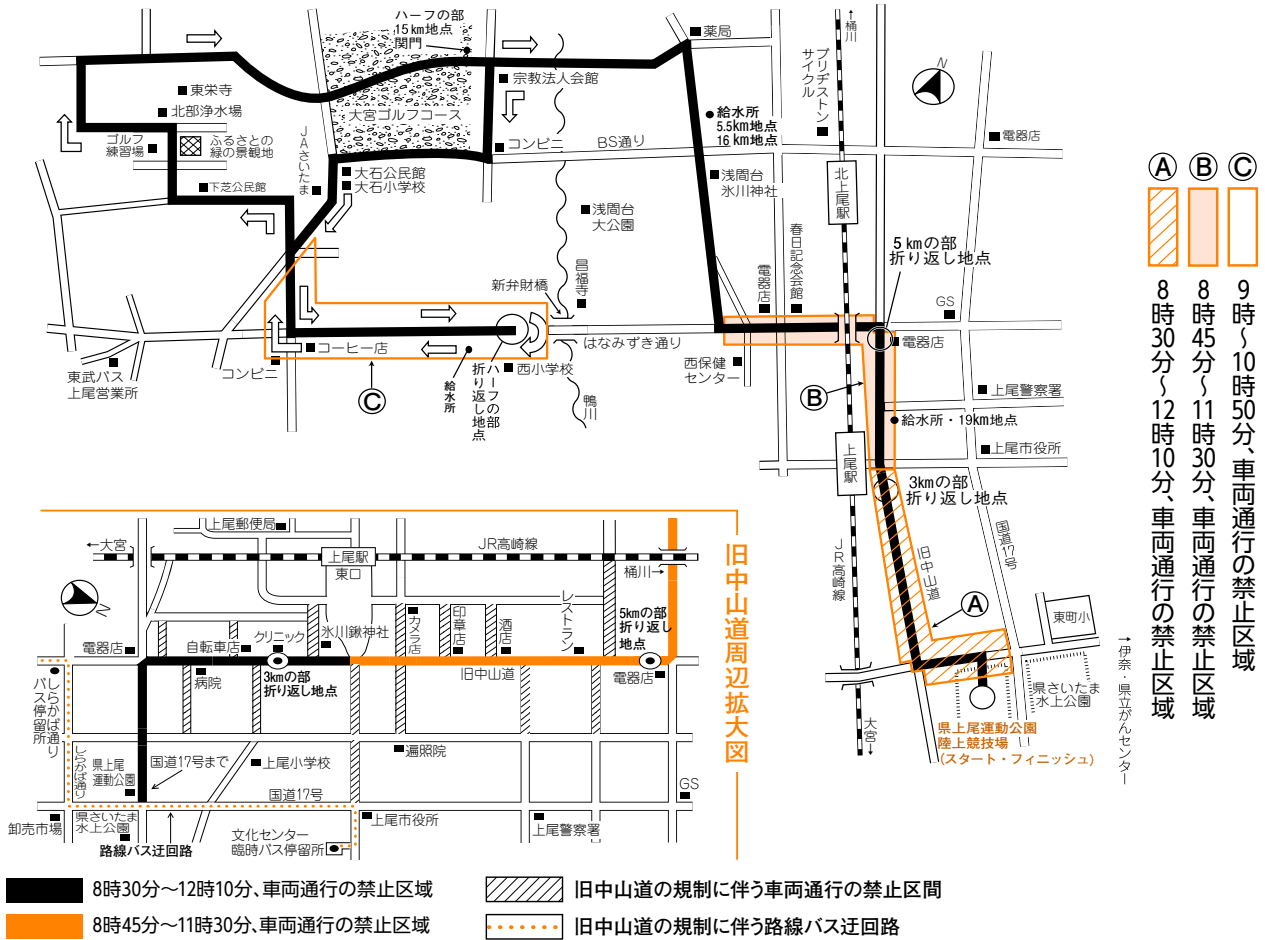 ハーフの部
15km地点
関門
薬局
↑桶川
ブリヂストン
サイクル
N
宗教法人会館
東栄寺
北部浄水場
大宮ゴルフコース
給水所
5.5km地点
16km地点
ゴルフ
練習場
ふるさとの
緑の景観地
JAさいたま
コンビニ
BS通り
電器店
下芝公民館
大石公民館
大石小学校
浅間台
氷川神社
北上尾駅
浅間台
大公園
春日記念会館
5kmの部
折り返し地点
昌福寺
電器店
新弁財橋
GS
はなみずき通り
電器店
コーヒー店
コンビニ
東武バス
上尾営業所
西小学校
西保健
センター
給水所
ハーフの部
折り返し地点
鴨川
Ⓒ
Ⓑ
上尾警察署
給水所・19km地点
上尾市役所
上尾駅
3kmの部
折り返し地点
国道17号
旧中山道
JR高崎線
Ⓐ
東町小
↑伊奈・県立がんセンター
県さいたま
水上公園
大宮↓
県上尾運動公園
陸上競技場
(スタート・フィニッシュ)
Ⓐ 8時30分～12時10分、車両通行の禁止区域
Ⓑ 8時45分～11時30分、車両通行の禁止区域
Ⓒ 9時～10時50分、車両通行の禁止区域
旧中山道周辺拡大図
上尾郵便局
←大宮
上尾駅
東口
JR高崎線
桶川→
N
電器店
自転車店
クリニック
氷川鍬神社
カメラ店
印章店
酒店
レストラン
5kmの部
折り返し
地点
病院
3kmの部
折り返し地点
旧中山道
電器店
しらかば通り
バス停留所
しらかば通り
県上尾
運動公園
国道17号まで
上尾小学校
遍照院
国道17号
GS
卸売市場
県さいたま
水上公園
上尾市役所
上尾警察署
路線バス迂回路
文化センター
臨時バス停留所
8時30分～12時10分、車両通行の禁止区域
旧中山道の規制に伴う車両通行の禁止区間
8時45分～11時30分、車両通行の禁止区域
旧中山道の規制に伴う路線バス迂回路